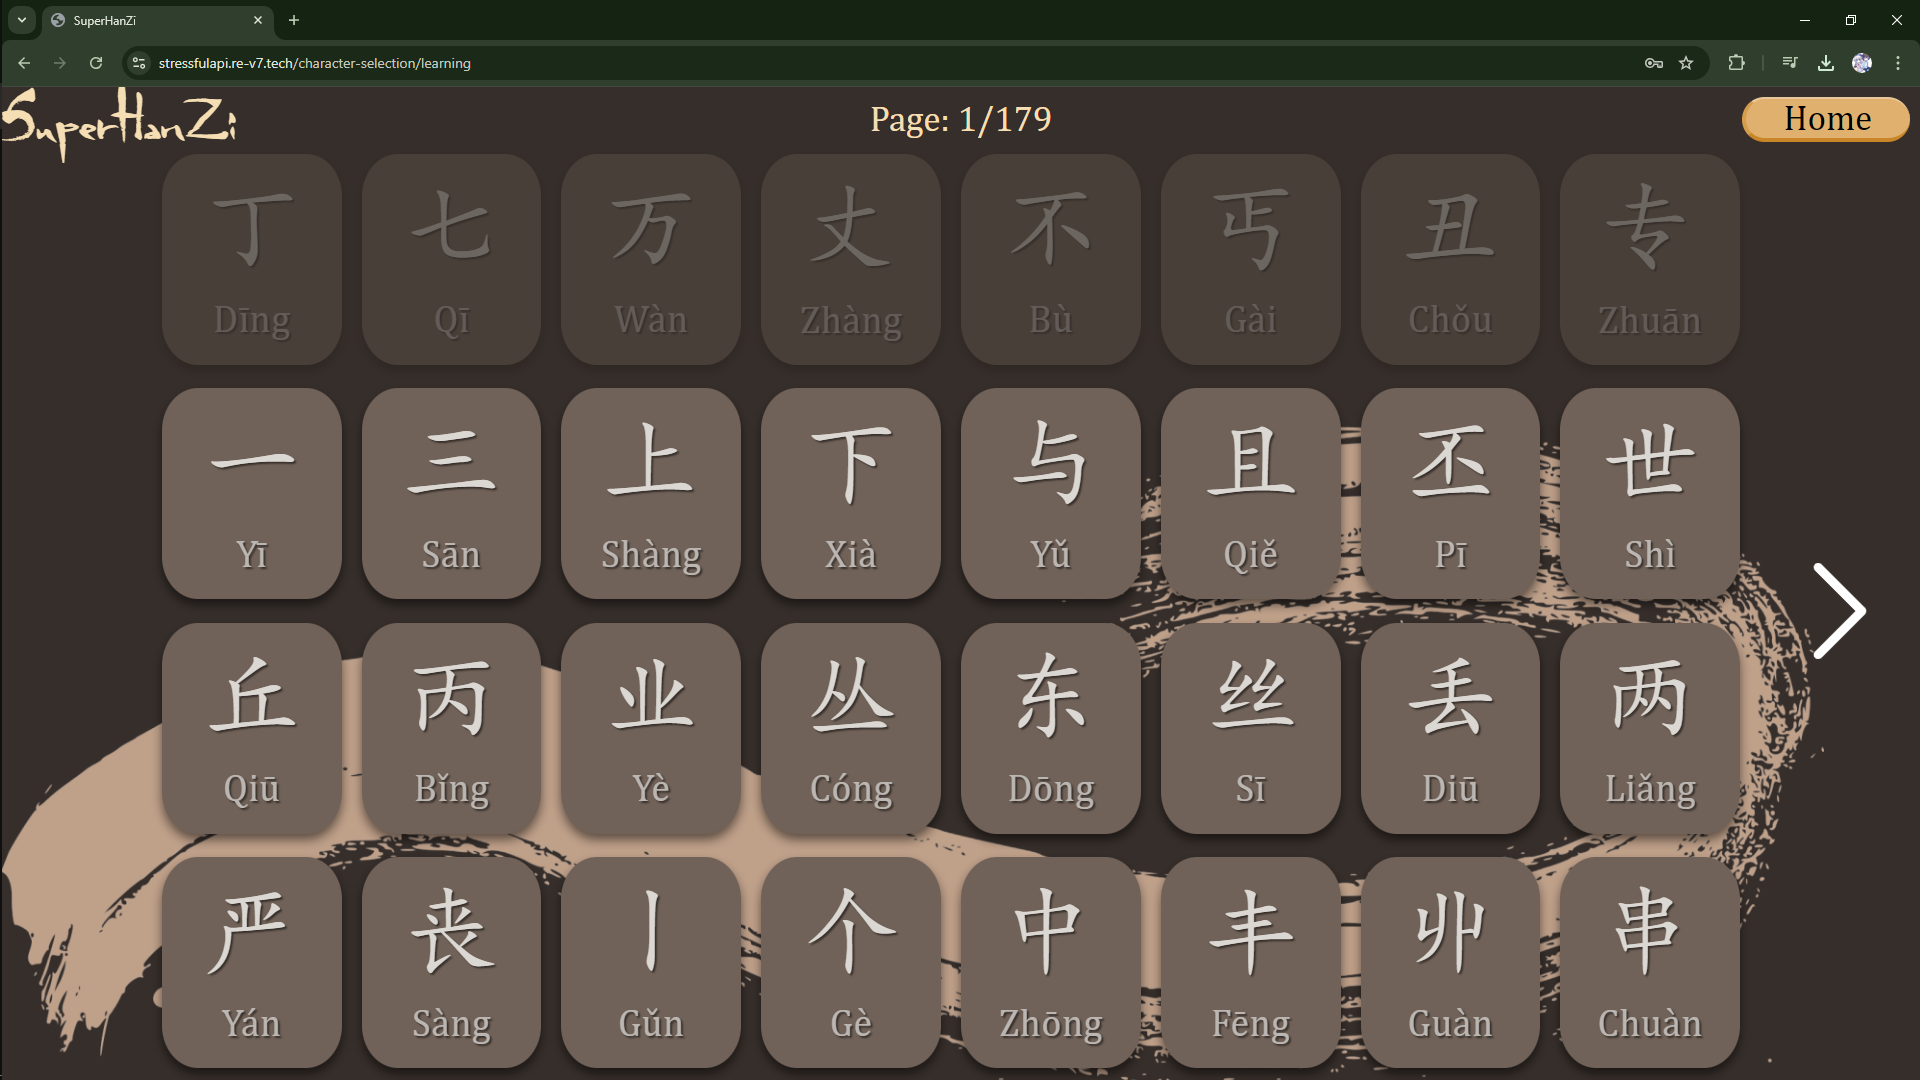 SuperHanZi
stressfulapi.re-v7.tech/character-selection/learning
SuperHanZi
Page: 1/179
Home
丁 七 万 丈 不 丐 丑 专
Dīng Qī Wàn Zhàng Bù Gài Chǒu Zhuān
一 三 上 下 与 且 丕 世
Yī Sān Shàng Xià Yǔ Qiě Pī Shì
丘 丙 业 丛 东 丝 丢 两
Qiū Bǐng Yè Cóng Dōng Sī Diū Liǎng
严 丧 丨 个 中 丰 丱 串
Yán Sàng Gǔn Gè Zhōng Fēng Guàn Chuàn